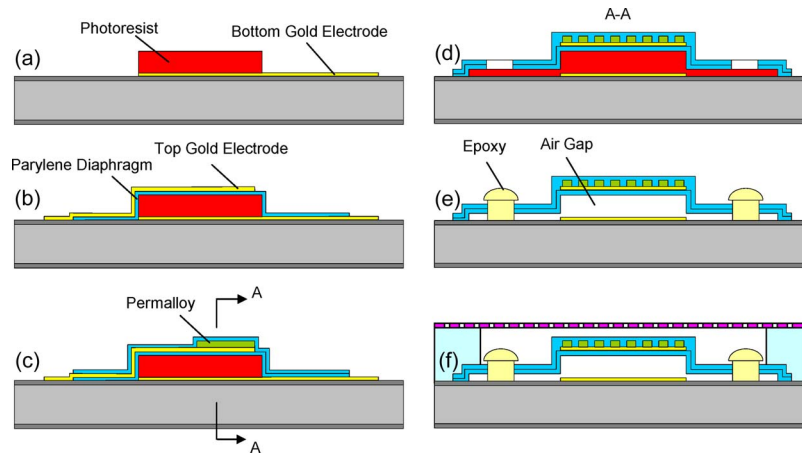 (a)
Photoresist
Bottom Gold Electrode
(b)
Parylene Diaphragm
Top Gold Electrode
(c)
Permalloy
A
A
A-A
(d)
(e)
Epoxy
Air Gap
(f)